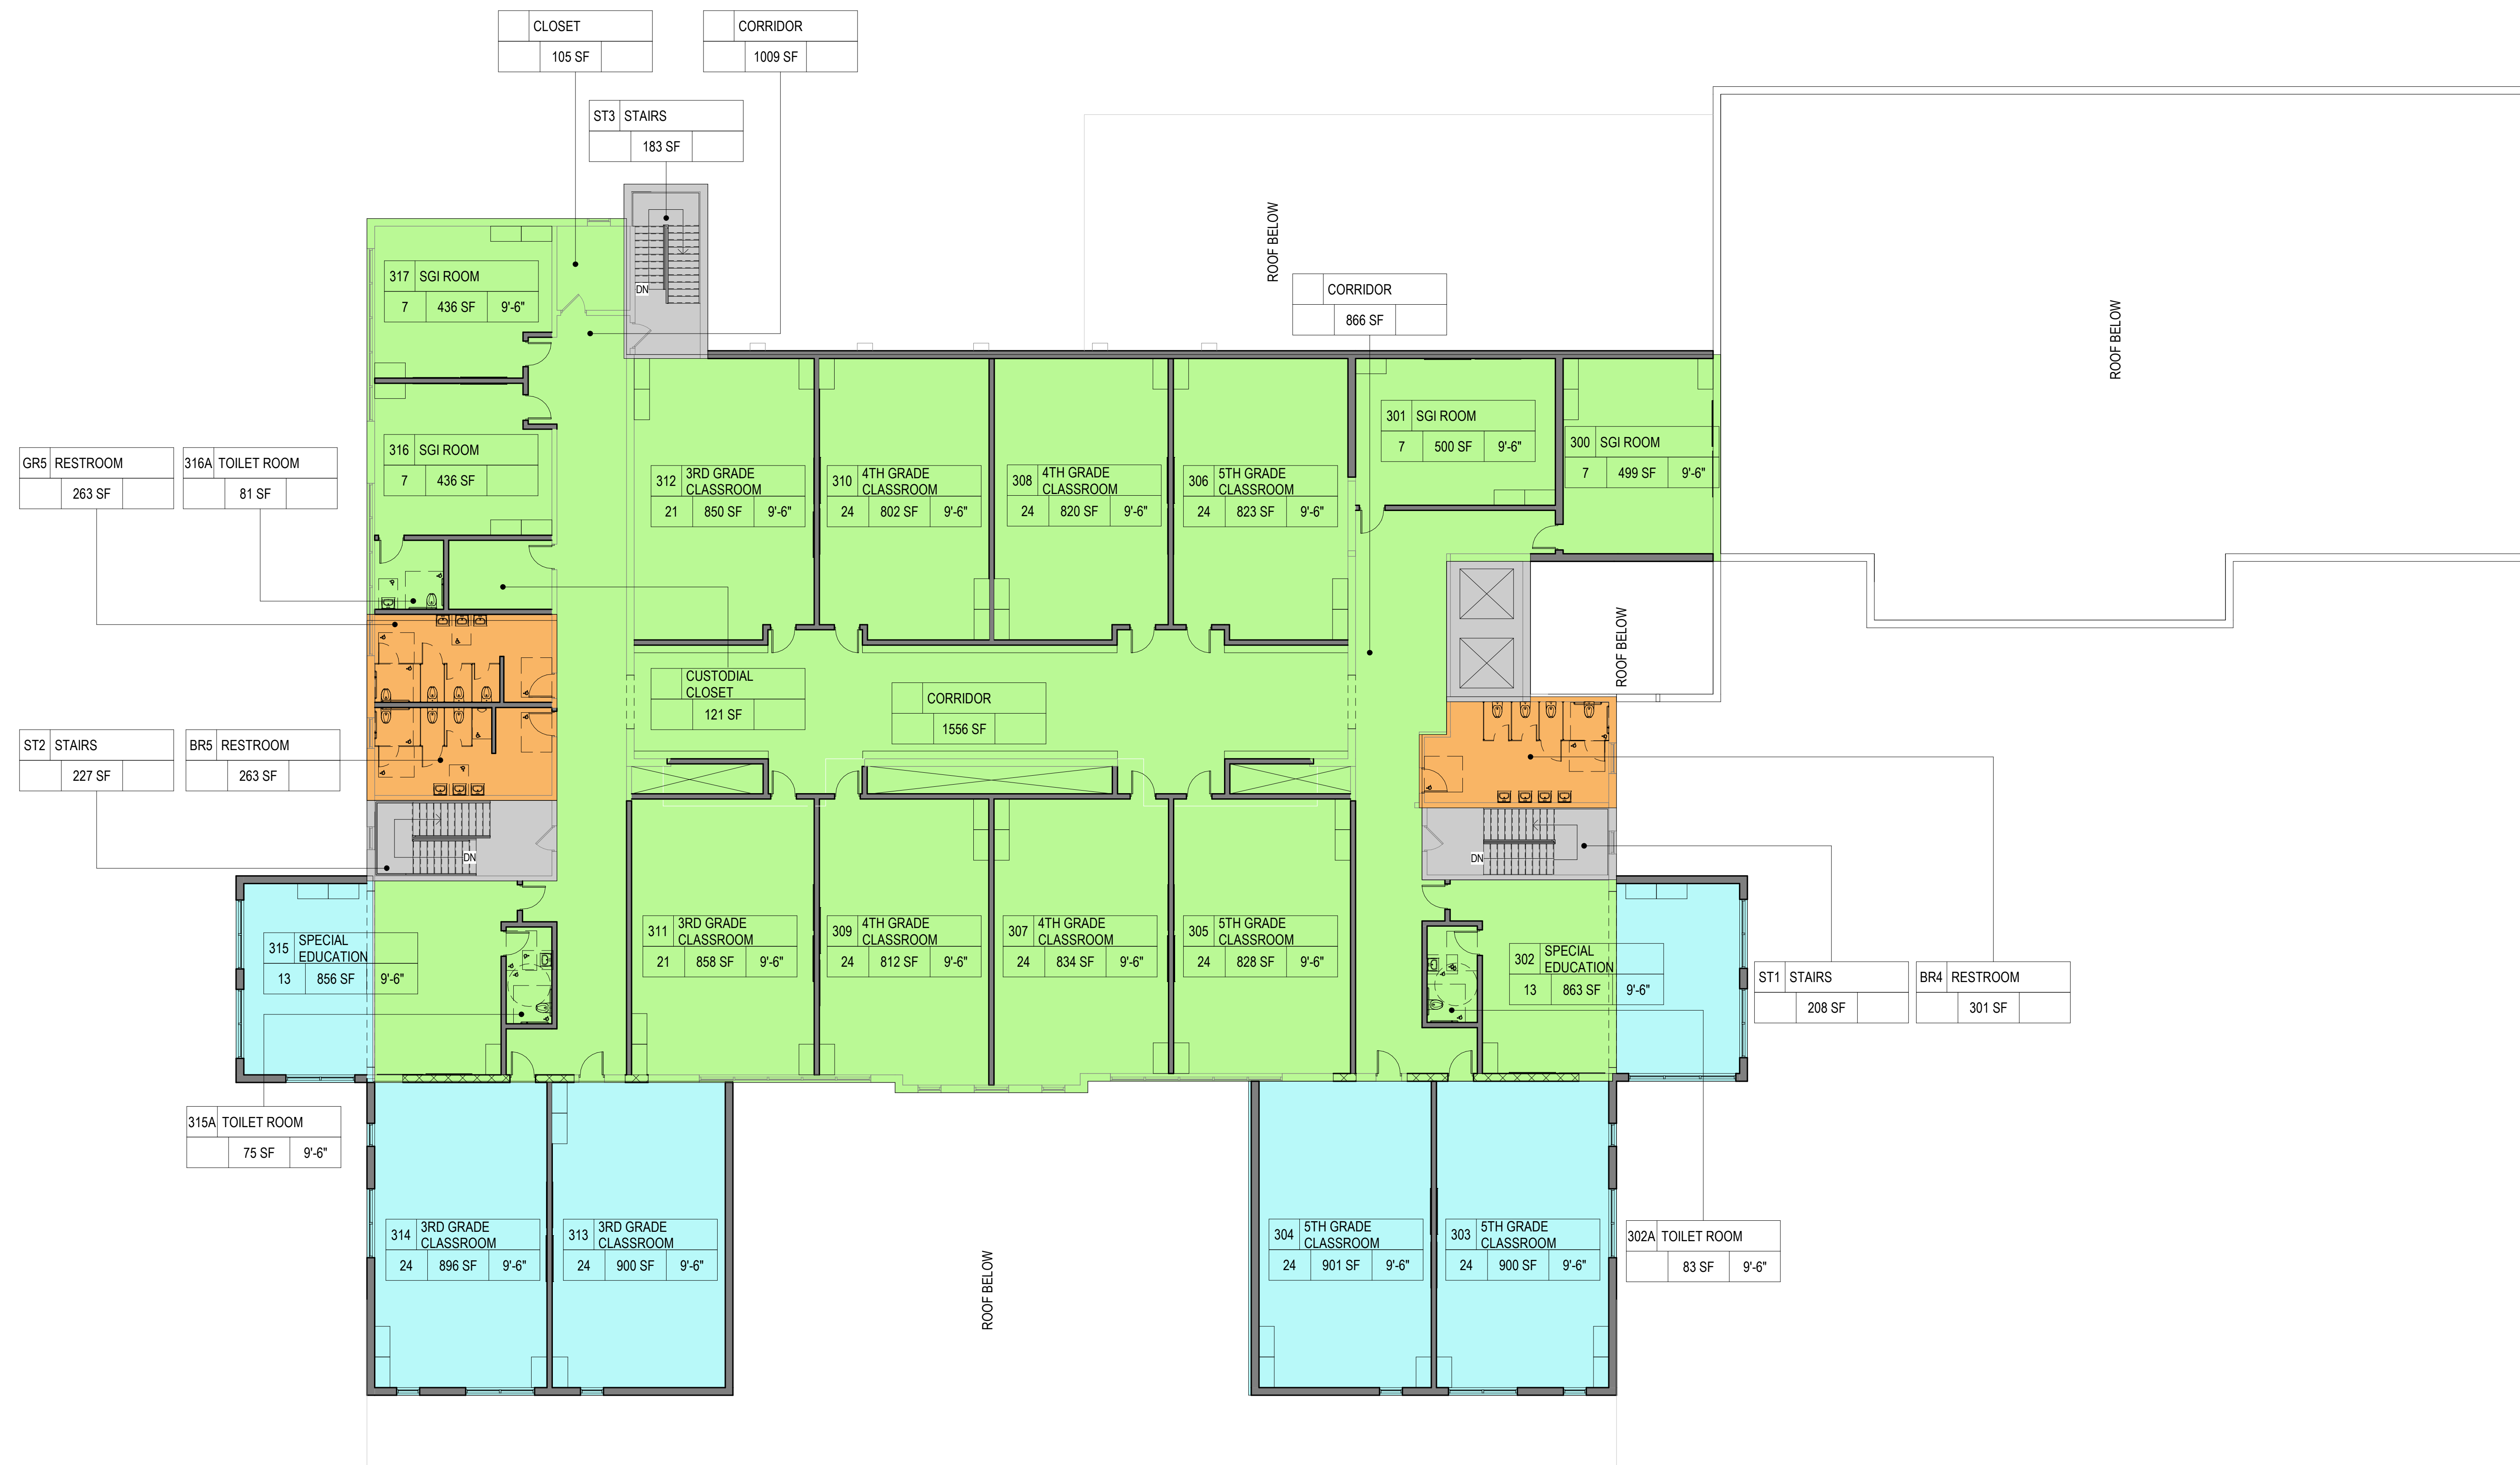 CLOSET
105 SF
CORRIDOR
1009 SF
ST3 STAIRS
183 SF
ROOF BELOW
ROOF BELOW
DN
317 SGI ROOM
7 436 SF 9'-6"
CORRIDOR
866 SF
316 SGI ROOM
7 436 SF
301 SGI ROOM
7 500 SF 9'-6"
300 SGI ROOM
7 499 SF 9'-6"
GR5 RESTROOM
263 SF
316A TOILET ROOM
81 SF
312 3RD GRADE
CLASSROOM
21 850 SF 9'-6"
310 4TH GRADE
CLASSROOM
24 802 SF 9'-6"
308 4TH GRADE
CLASSROOM
24 820 SF 9'-6"
306 5TH GRADE
CLASSROOM
24 823 SF 9'-6"
ROOF BELOW
CUSTODIAL
CLOSET
121 SF
CORRIDOR
1556 SF
ST2 STAIRS
227 SF
BR5 RESTROOM
263 SF
DN
DN
315 SPECIAL
EDUCATION
13 856 SF 9'-6"
311 3RD GRADE
CLASSROOM
21 858 SF 9'-6"
309 4TH GRADE
CLASSROOM
24 812 SF 9'-6"
307 4TH GRADE
CLASSROOM
24 834 SF 9'-6"
305 5TH GRADE
CLASSROOM
24 828 SF 9'-6"
302 SPECIAL
EDUCATION
13 863 SF 9'-6"
ST1 STAIRS
208 SF
BR4 RESTROOM
301 SF
315A TOILET ROOM
75 SF 9'-6"
314 3RD GRADE
CLASSROOM
24 896 SF 9'-6"
313 3RD GRADE
CLASSROOM
24 900 SF 9'-6"
ROOF BELOW
304 5TH GRADE
CLASSROOM
24 901 SF 9'-6"
303 5TH GRADE
CLASSROOM
24 900 SF 9'-6"
302A TOILET ROOM
83 SF 9'-6"